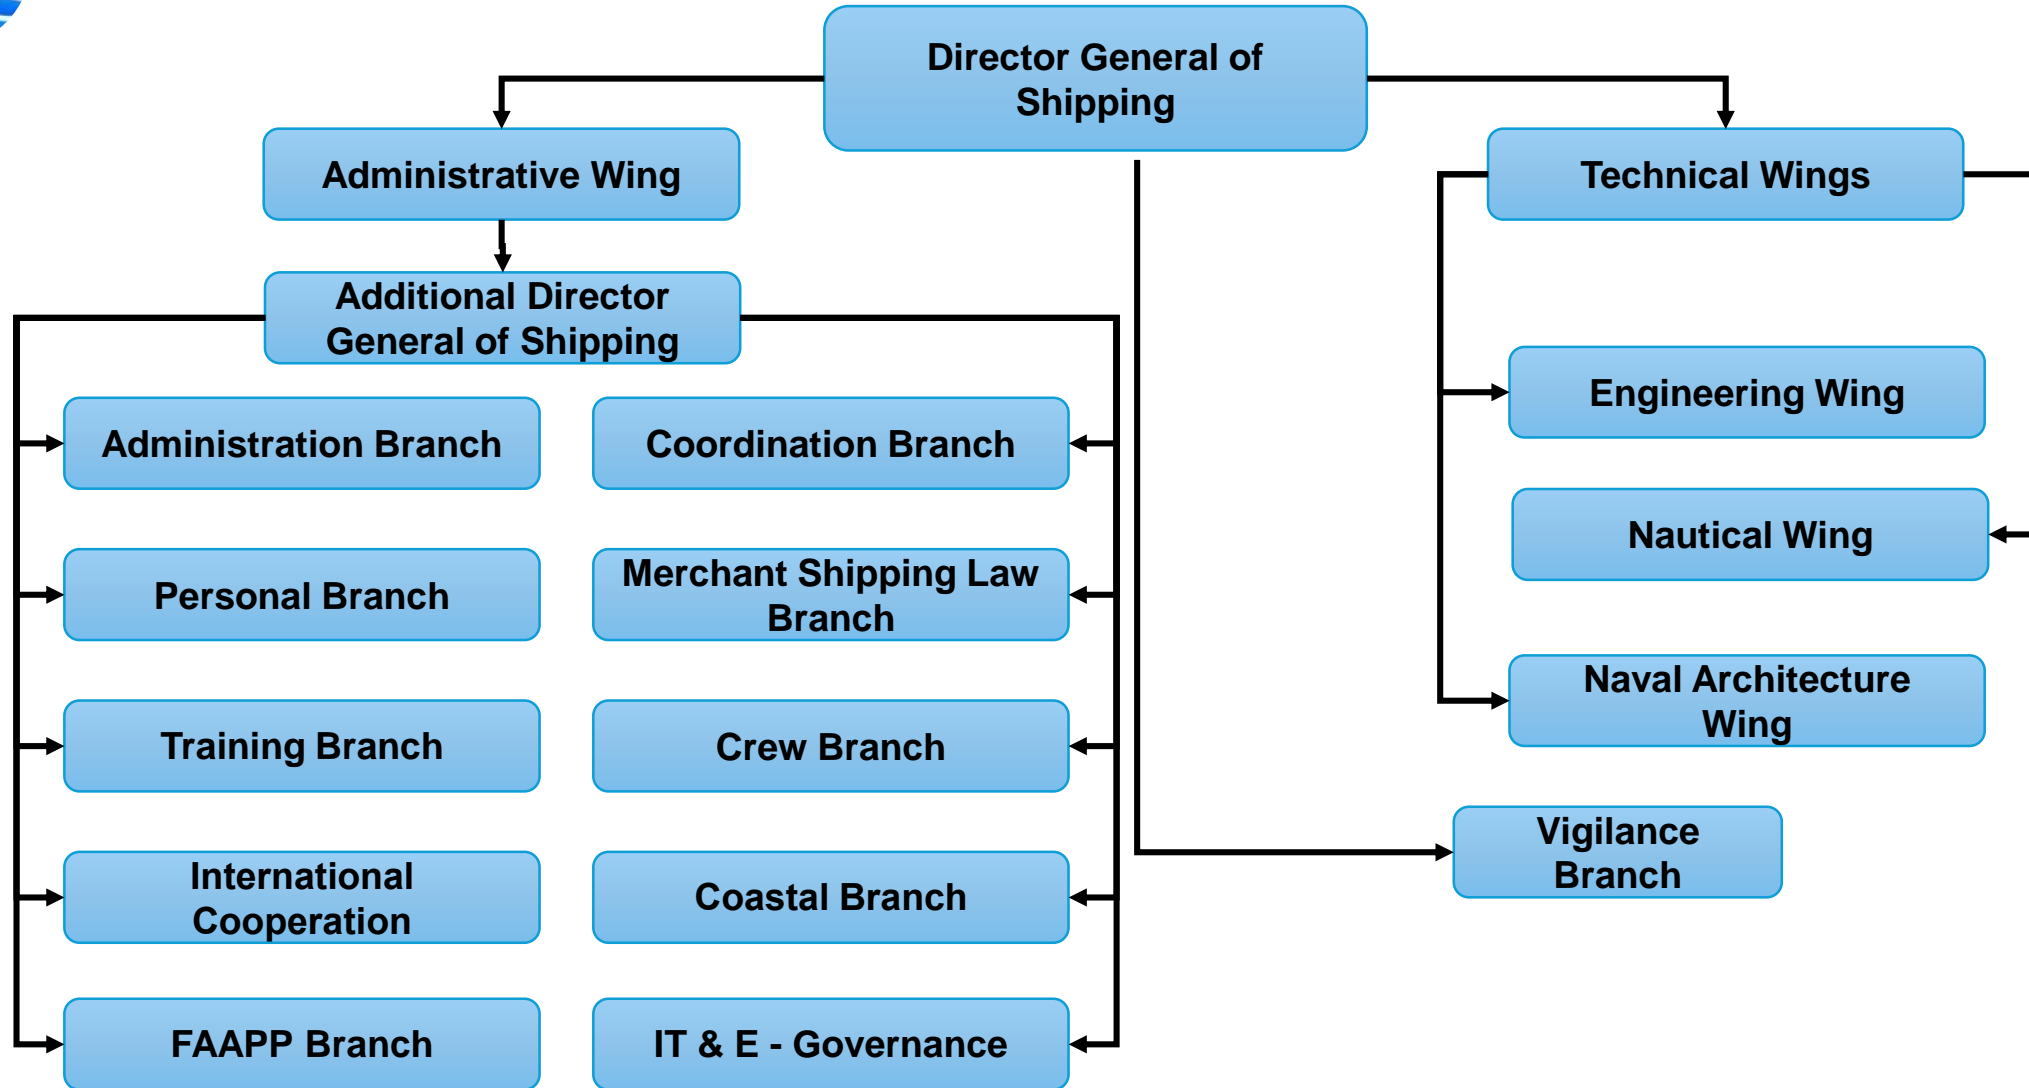 Director General of
Shipping
Administrative Wing
Technical Wings
Additional Director
General of Shipping
Administration Branch
Coordination Branch
Engineering Wing
Personal Branch
Merchant Shipping Law
Branch
Nautical Wing
Training Branch
Crew Branch
Naval Architecture
Wing
International
Cooperation
Coastal Branch
Vigilance
Branch
FAAPP Branch
IT & E - Governance